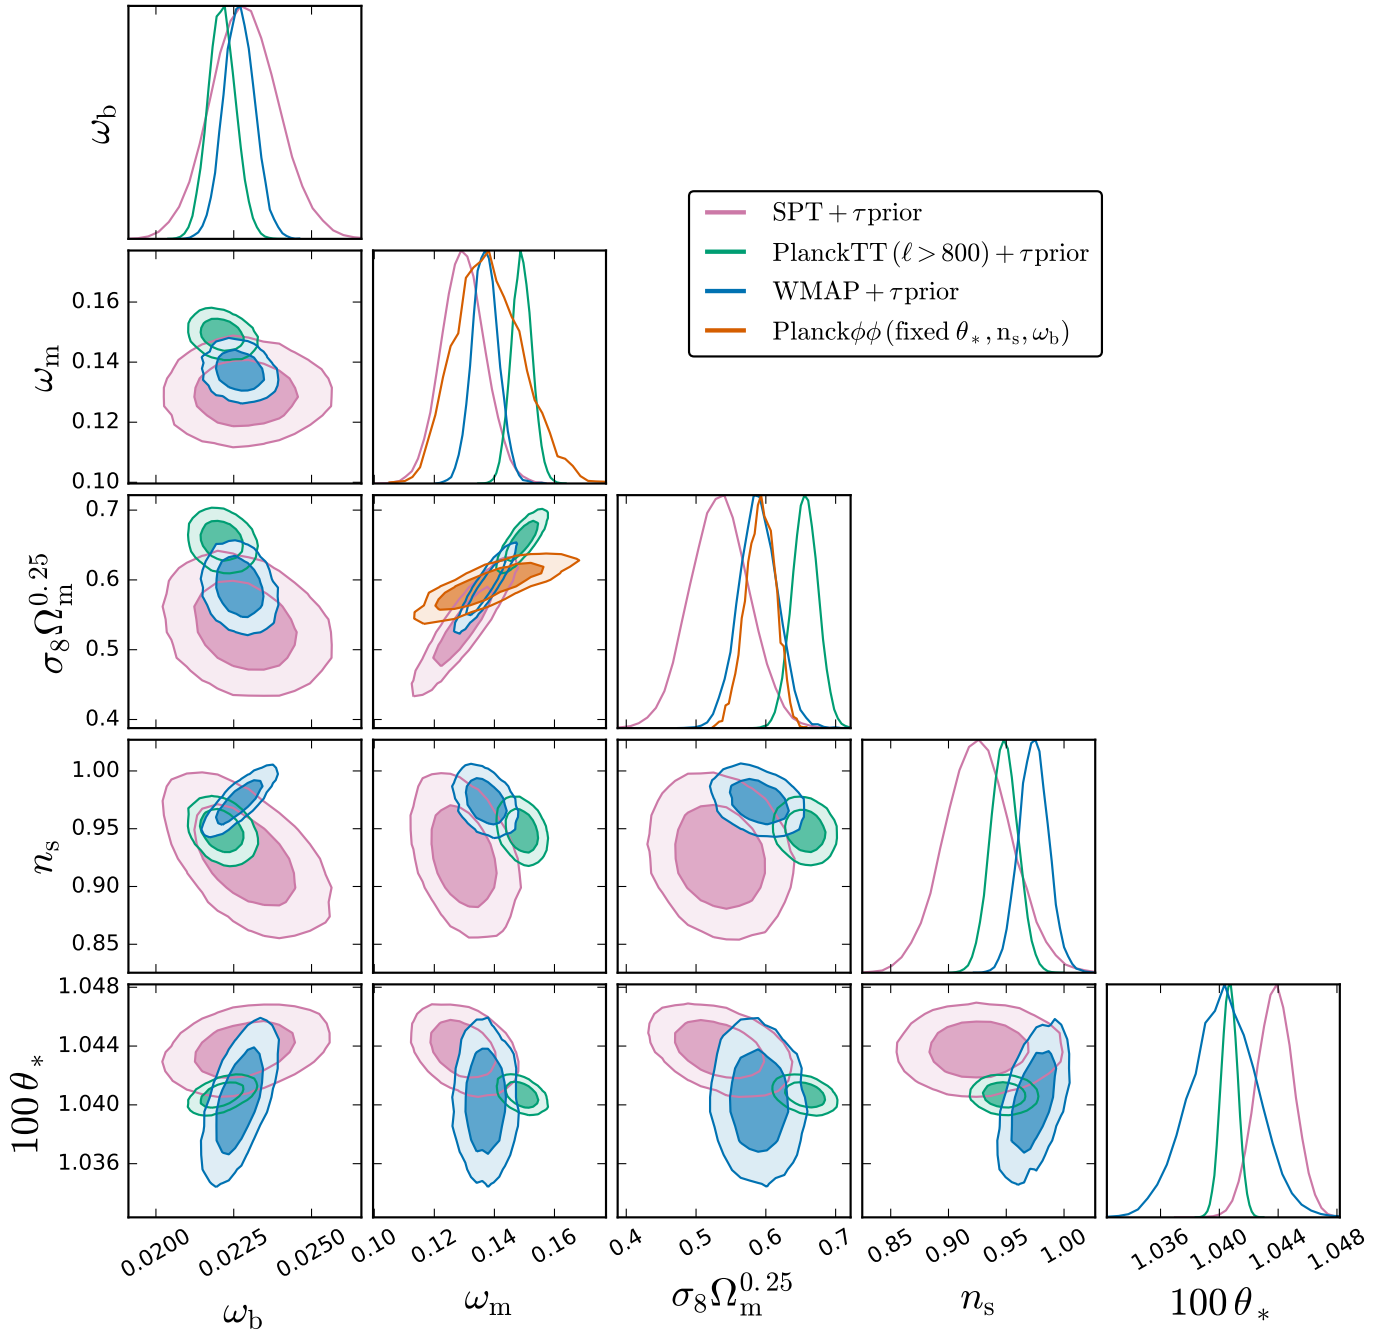 ω_b
SPT + τ prior
PlanckTT (ℓ > 800) + τ prior
WMAP + τ prior
Planckϕϕ (fixed θ_*, n_s, ω_b)
0.16
0.14
0.12
0.10
ω_m
0.7
0.6
0.5
0.4
σ_8 Ω_m^0.25
1.00
0.95
0.90
0.85
n_s
1.048
1.044
1.040
1.036
100 θ_*
0.0200 0.0225 0.0250 0.10 0.12 0.14 0.16 0.4 0.5 0.6 0.7 0.85 0.90 0.95 1.00 1.036 1.040 1.044 1.048
ω_b ω_m σ_8 Ω_m^0.25 n_s 100 θ_*